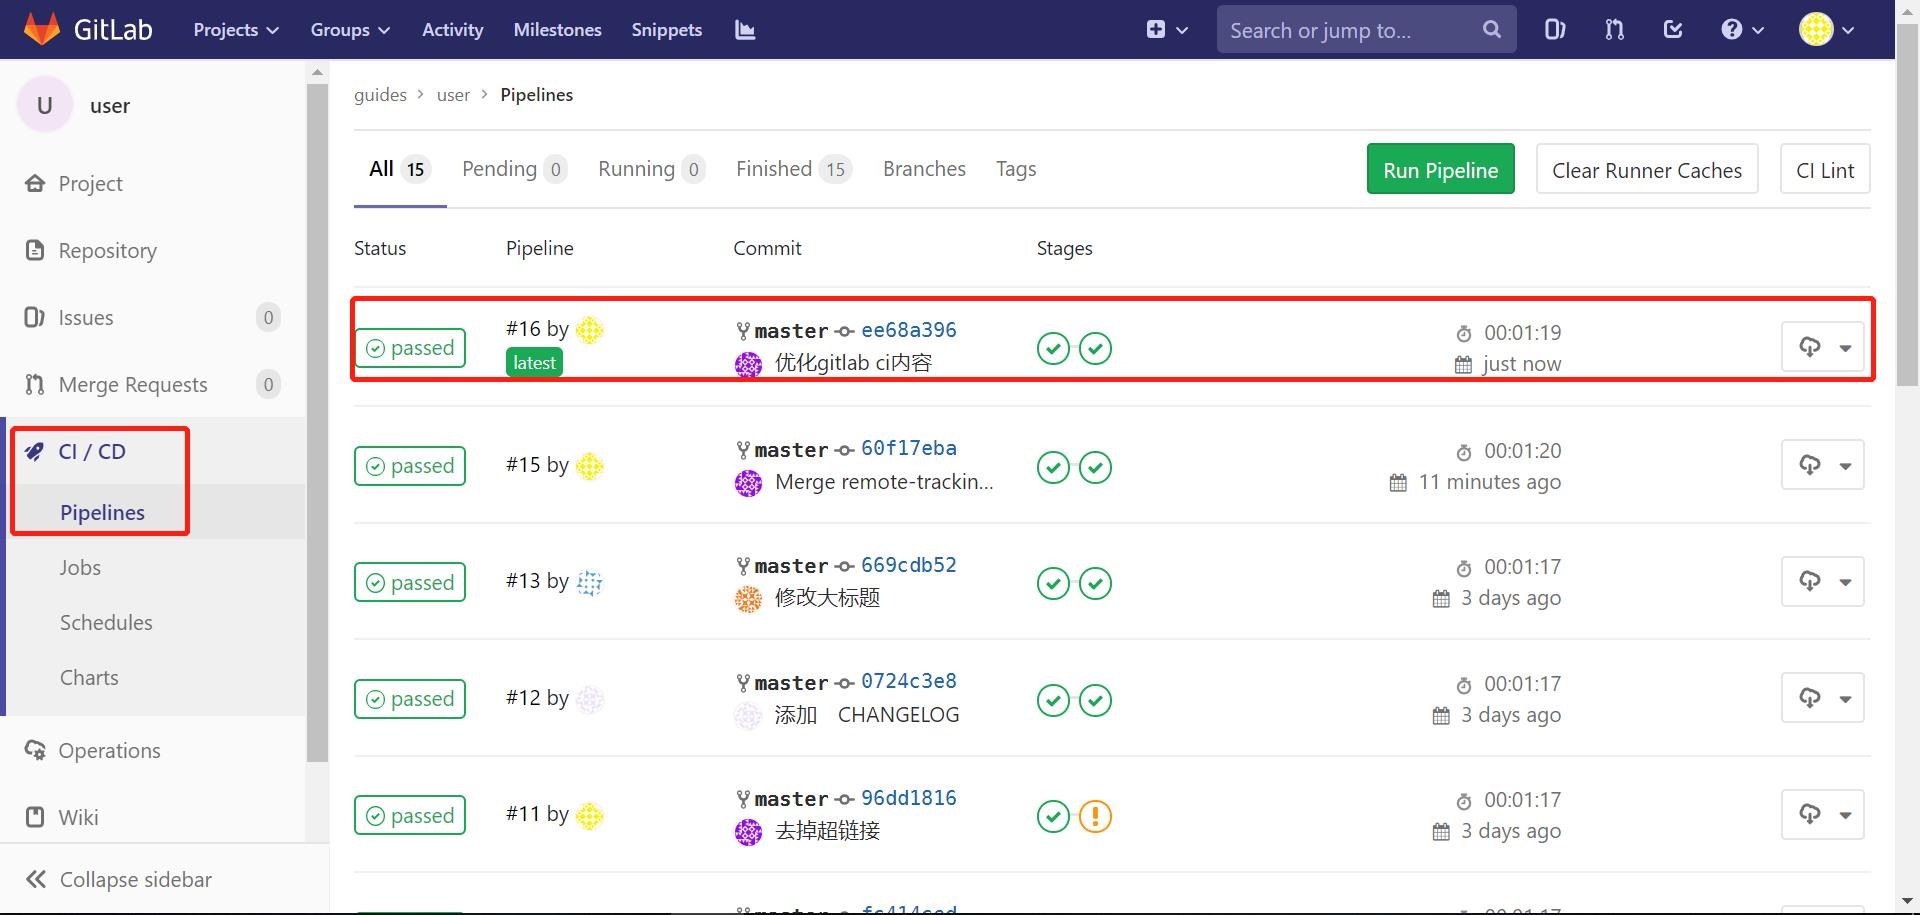 GitLab Projects Groups Activity Milestones Snippets Search or jump to...
U user
Project
Repository
Issues 0
Merge Requests 0
CI / CD
Pipelines
Jobs
Schedules
Charts
Operations
Wiki
Collapse sidebar
guides > user > Pipelines
All 15 Pending 0 Running 0 Finished 15 Branches Tags Run Pipeline Clear Runner Caches CI Lint
Status Pipeline Commit Stages
passed #16 by master ee68a396 00:01:19
latest 优化gitlab ci内容 just now
passed #15 by master 60f17eba 00:01:20
Merge remote-trackin... 11 minutes ago
passed #13 by master 669cdb52 00:01:17
修改大标题 3 days ago
passed #12 by master 0724c3e8 00:01:17
添加 CHANGELOG 3 days ago
passed #11 by master 96dd1816 00:01:17
去掉超链接 3 days ago